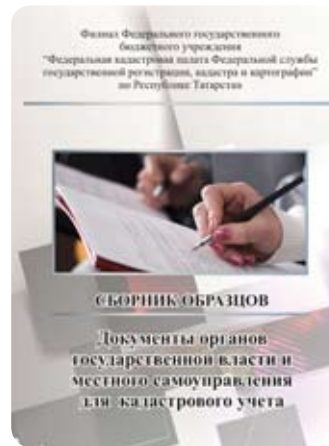 Филиал Федерального государственного
бюджетного учреждения
"Федеральная кадастровая палата Федеральной службы
государственной регистрации, кадастра и картографии"
по Республике Татарстан
СБОРНИК ОБРАЗЦОВ
Документы органов
государственной власти и
местного самоуправления
для кадастрового учета